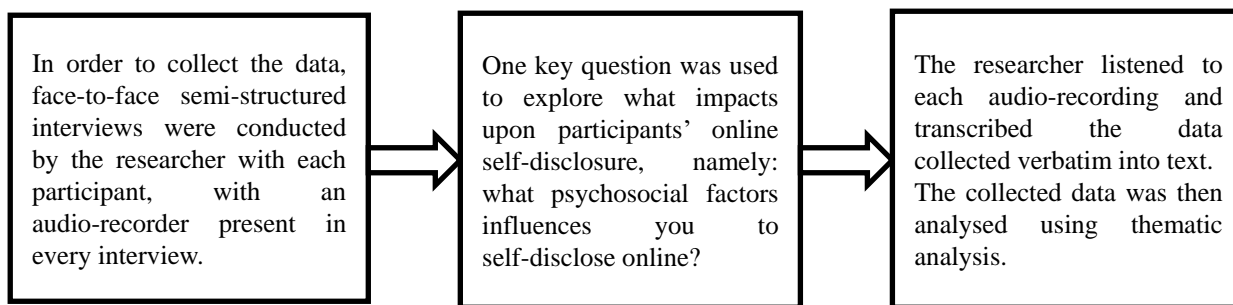 In order to collect the data,
face-to-face semi-structured
interviews were conducted
by the researcher with each
participant, with an
audio-recorder present in
every interview.
One key question was used
to explore what impacts
upon participants’ online
self-disclosure, namely:
what psychosocial factors
influences you to
self-disclose online?
The researcher listened to
each audio-recording and
transcribed the data
collected verbatim into text.
The collected data was then
analysed using thematic
analysis.